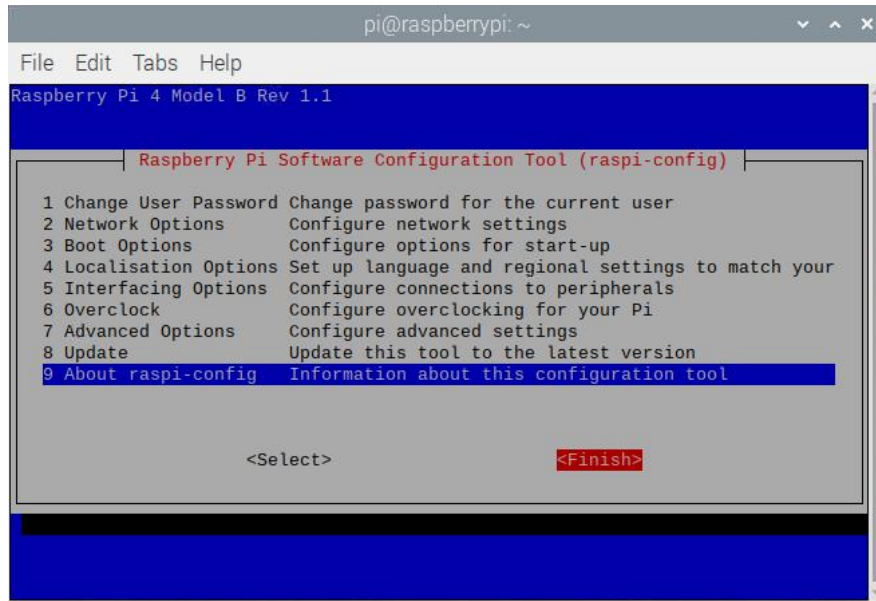 pi@raspberrypi: ~
File Edit Tabs Help
Raspberry Pi 4 Model B Rev 1.1
Raspberry Pi Software Configuration Tool (raspi-config)
1 Change User Password Change password for the current user
2 Network Options Configure network settings
3 Boot Options Configure options for start-up
4 Localisation Options Set up language and regional settings to match your
5 Interfacing Options Configure connections to peripherals
6 Overclock Configure overclocking for your Pi
7 Advanced Options Configure advanced settings
8 Update Update this tool to the latest version
9 About raspi-config Information about this configuration tool
<Select> <Finish>